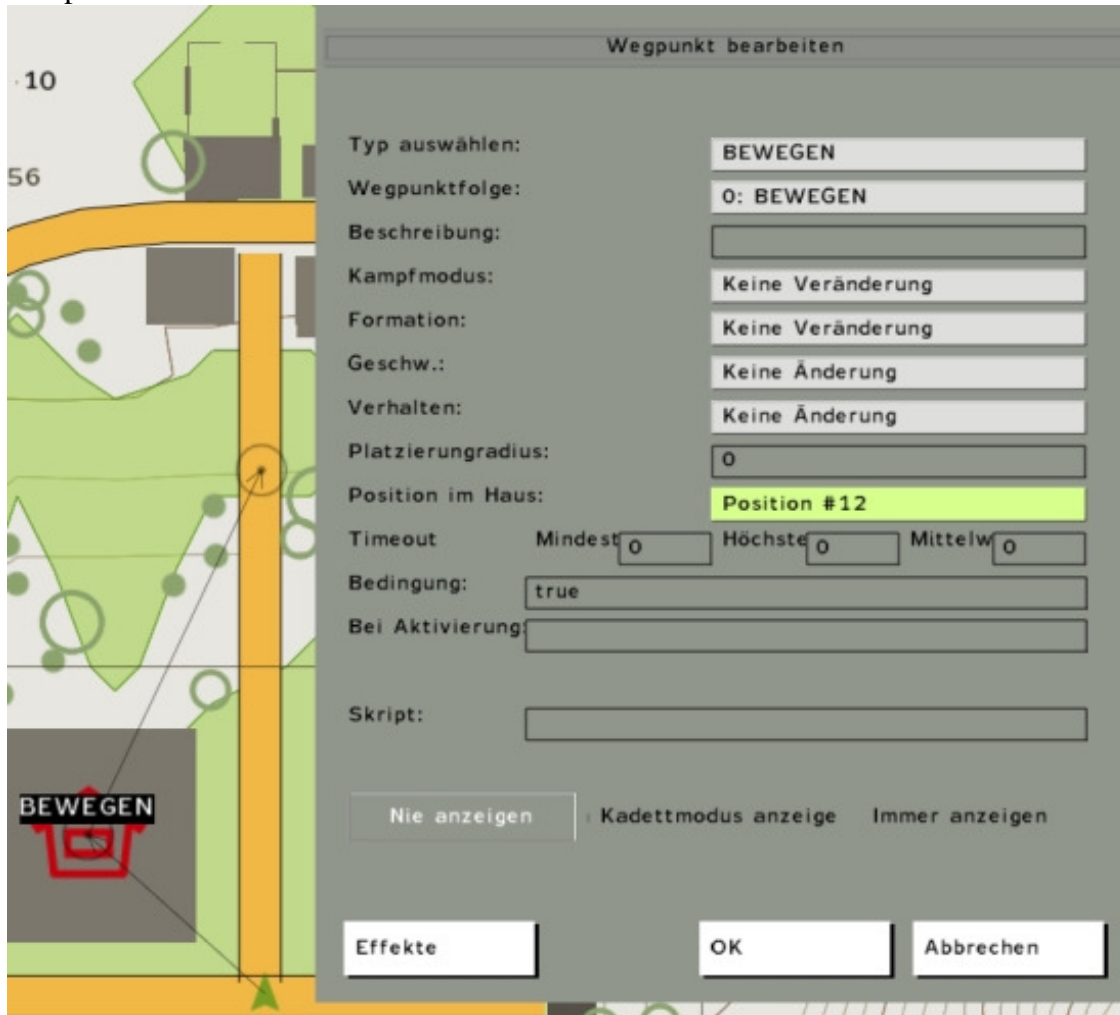 Wegpunkt bearbeiten
10
56
Typ auswählen: BEWEGEN
Wegpunktfolge: 0: BEWEGEN
Beschreibung:
Kampfmodus: Keine Veränderung
Formation: Keine Veränderung
Geschw.: Keine Änderung
Verhalten: Keine Änderung
Platzierungradius: 0
Position im Haus: Position #12
Timeout Mindest 0 Höchste 0 Mittelw 0
Bedingung: true
Bei Aktivierung:
Skript:
BEWEGEN
Nie anzeigen Kadettmodus anzeige Immer anzeigen
Effekte OK Abbrechen